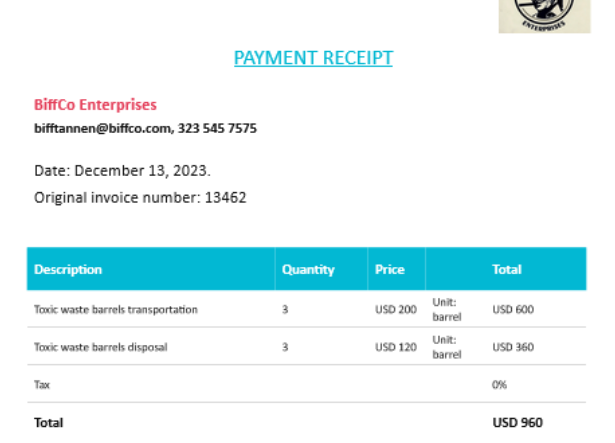 ENTERPRISES
PAYMENT RECEIPT
BiffCo Enterprises
bifftannen@biffco.com, 323 545 7575
Date: December 13, 2023.
Original invoice number: 13462
Description Quantity Price Total
Toxic waste barrels transportation 3 USD 200 Unit: barrel USD 600
Toxic waste barrels disposal 3 USD 120 Unit: barrel USD 360
Tax 0%
Total USD 960